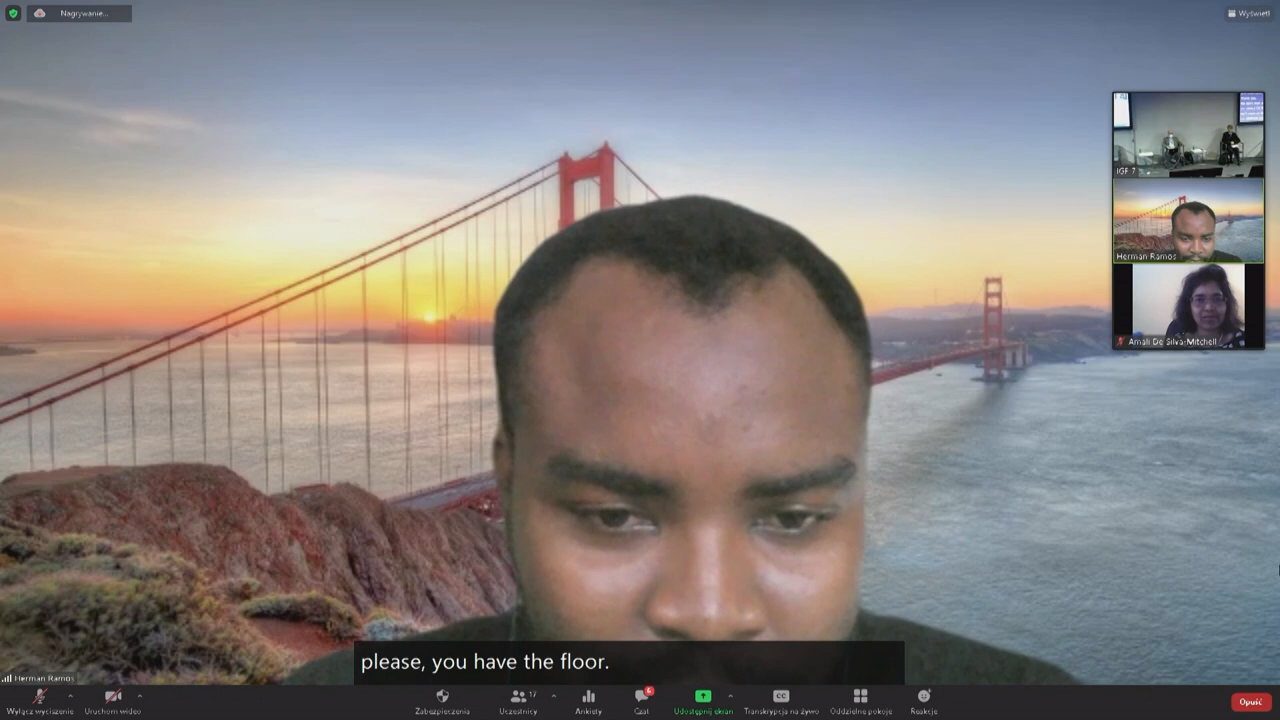 Nagrywanie...
Wyświetl
IGF 7
Herman Ramos
Amali De Silva-Mitchell
please, you have the floor.
Herman Ramos
Wyłącz wyciszenie
Uruchom wideo
Zabezpieczenia
17
Uczestnicy
Ankiety
6
Czat
Udostępnij ekran
CC
Transkrypcja na żywo
Oddzielne pokoje
Reakcje
Opuść